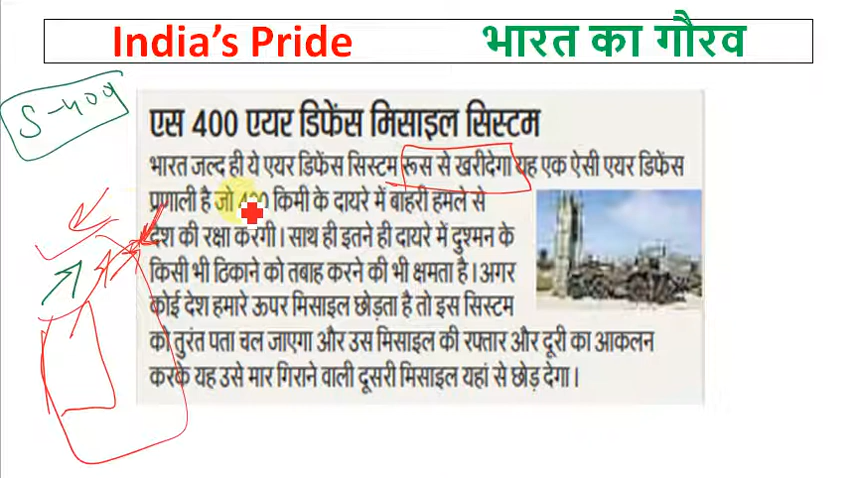 India's Pride भारत का गौरव
S-400
एस 400 एयर डिफेंस मिसाइल सिस्टम
भारत जल्द ही ये एयर डिफेंस सिस्टम रूस से खरीदेगा यह एक ऐसी एयर डिफेंस
प्रणाली है जो 400 किमी के दायरे में बाहरी हमले से
देश की रक्षा करेगी। साथ ही इतने ही दायरे में दुश्मन के
किसी भी ठिकाने को तबाह करने की भी क्षमता है। अगर
कोई देश हमारे ऊपर मिसाइल छोड़ता है तो इस सिस्टम
को तुरंत पता चल जाएगा और उस मिसाइल की रफ्तार और दूरी का आकलन
करके यह उसे मार गिराने वाली दूसरी मिसाइल यहां से छोड़ देगा।